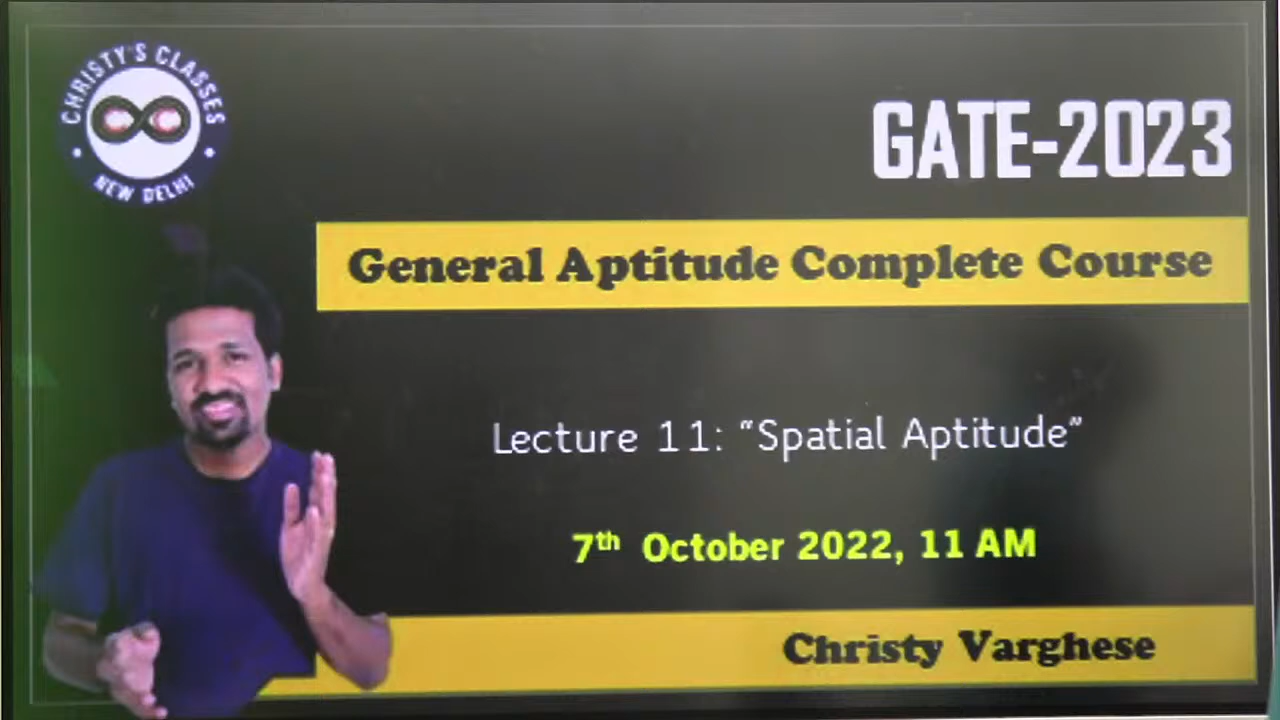 CHRISTY'S CLASSES
NEW DELHI
GATE-2023
General Aptitude Complete Course
Lecture 11: “Spatial Aptitude”
7th October 2022, 11 AM
Christy Varghese